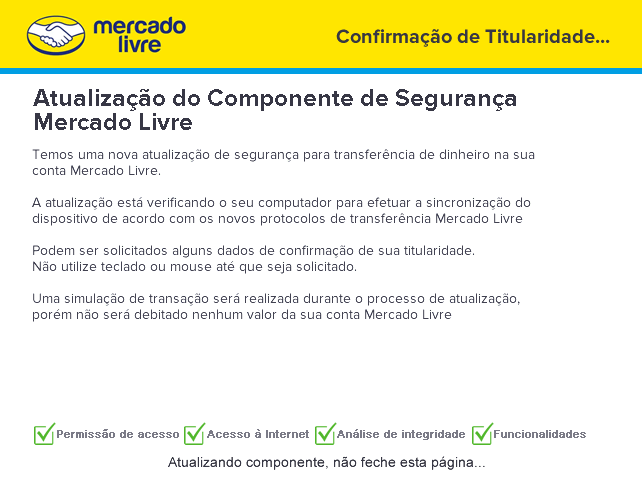 mercado
livre
Confirmação de Titularidade...
Atualização do Componente de Segurança
Mercado Livre
Temos uma nova atualização de segurança para transferência de dinheiro na sua
conta Mercado Livre.
A atualização está verificando o seu computador para efetuar a sincronização do
dispositivo de acordo com os novos protocolos de transferência Mercado Livre
Podem ser solicitados alguns dados de confirmação de sua titularidade.
Não utilize teclado ou mouse até que seja solicitado.
Uma simulação de transação será realizada durante o processo de atualização,
porém não será debitado nenhum valor da sua conta Mercado Livre
Permissão de acesso Acesso à Internet Análise de integridade Funcionalidades
Atualizando componente, não feche esta página...